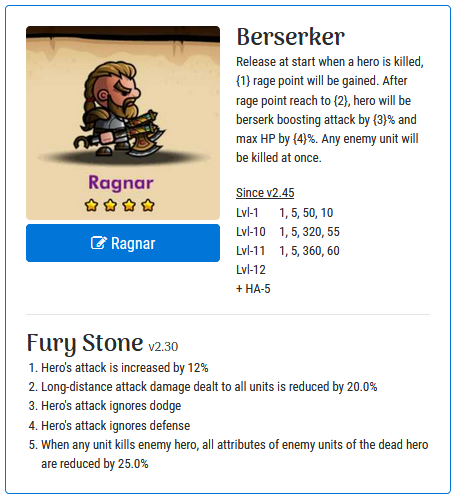 Berserker
Release at start when a hero is killed,
{1} rage point will be gained. After
rage point reach to {2}, hero will be
berserk boosting attack by {3}% and
max HP by {4}%. Any enemy unit will
be killed at once.
Ragnar
Ragnar
Since v2.45
Lvl-1 1, 5, 50, 10
Lvl-10 1, 5, 320, 55
Lvl-11 1, 5, 360, 60
Lvl-12
+ HA-5
Fury Stone v2.30
1. Hero's attack is increased by 12%
2. Long-distance attack damage dealt to all units is reduced by 20.0%
3. Hero's attack ignores dodge
4. Hero's attack ignores defense
5. When any unit kills enemy hero, all attributes of enemy units of the dead hero
are reduced by 25.0%